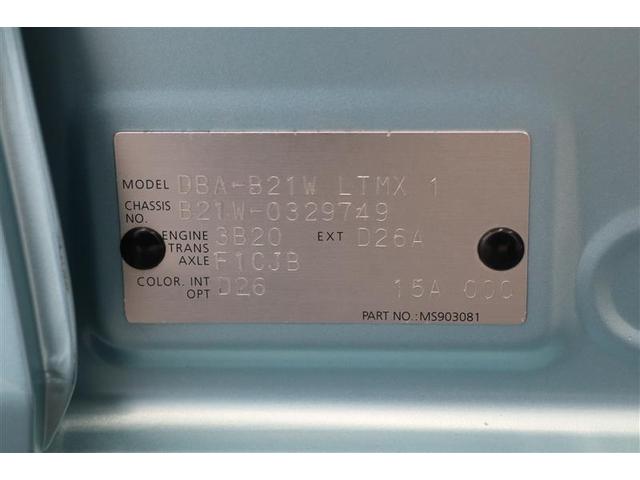 MODEL DBA-B21W LTMX 1
CHASSIS NO. B21W-0329749
ENGINE 3B20 EXT D26A
TRANS AXLE F1CJB
COLOR. INT OPT D26 15A 000
PART NO.:MS903081